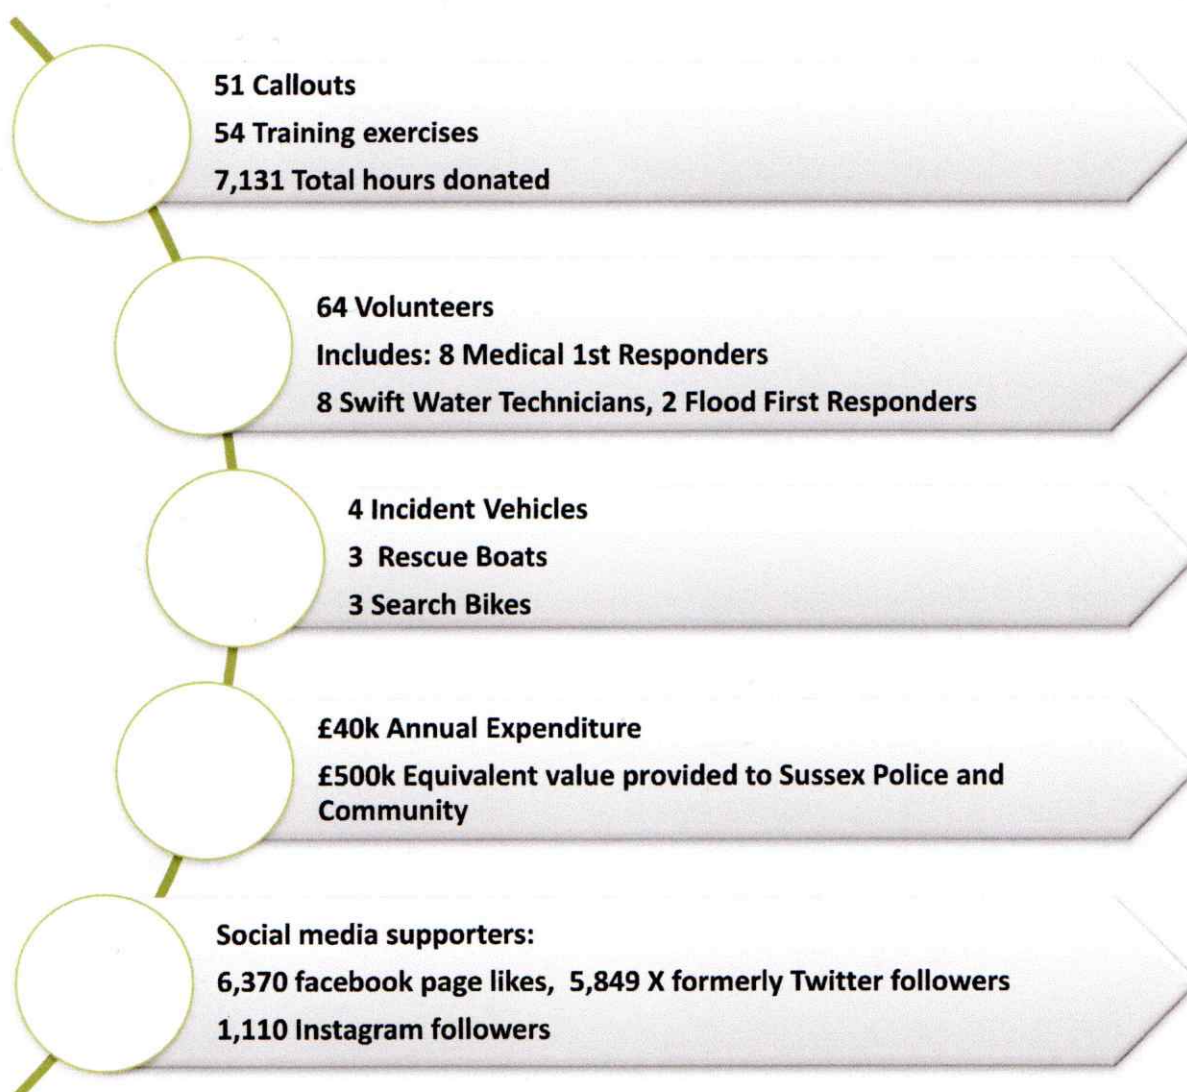 51 Callouts
54 Training exercises
7,131 Total hours donated
64 Volunteers
Includes: 8 Medical 1st Responders
8 Swift Water Technicians, 2 Flood First Responders
4 Incident Vehicles
3  Rescue Boats
3 Search Bikes
£40k Annual Expenditure
£500k Equivalent value provided to Sussex Police and
Community
Social media supporters:
6,370 facebook page likes,  5,849 X formerly Twitter followers
1,110 Instagram followers